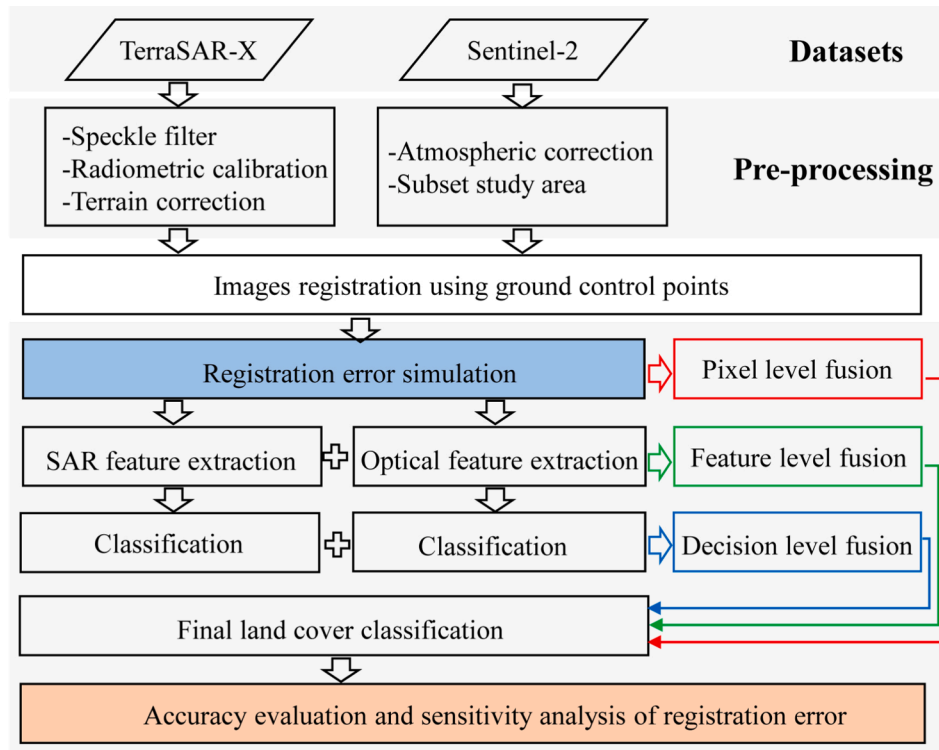 TerraSAR-X
Sentinel-2
Datasets
-Speckle filter
-Radiometric calibration
-Terrain correction
-Atmospheric correction
-Subset study area
Pre-processing
Images registration using ground control points
Registration error simulation
Pixel level fusion
SAR feature extraction
Optical feature extraction
Feature level fusion
Classification
Classification
Decision level fusion
Final land cover classification
Accuracy evaluation and sensitivity analysis of registration error